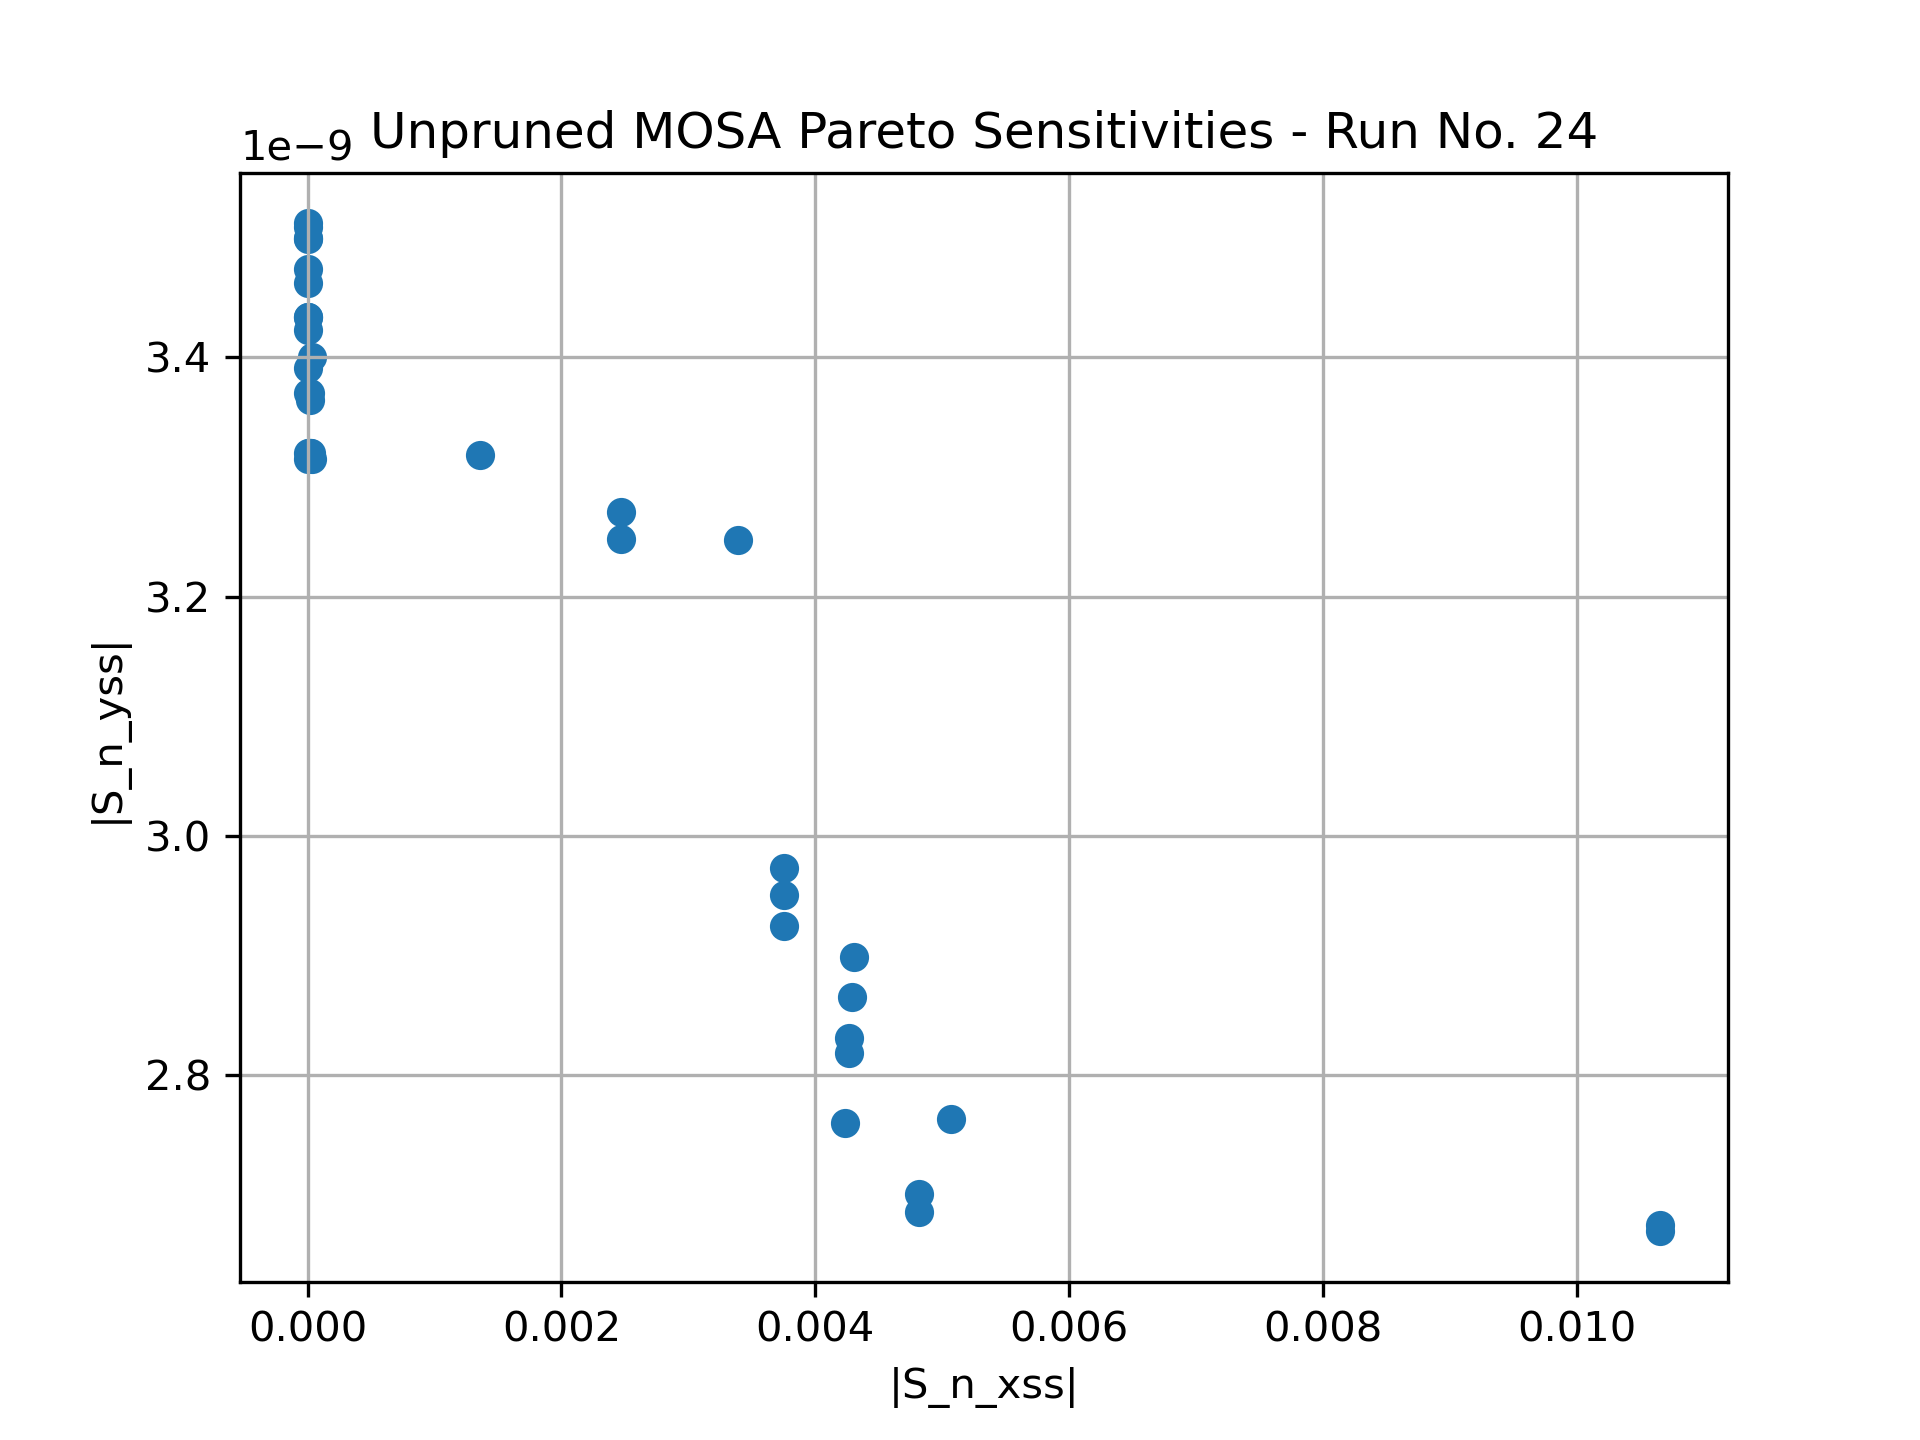 Unpruned MOSA Pareto Sensitivities - Run No. 24
1e−9
3.4
3.2
3.0
2.8
|S_n_yss|
0.000 0.002 0.004 0.006 0.008 0.010
|S_n_xss|